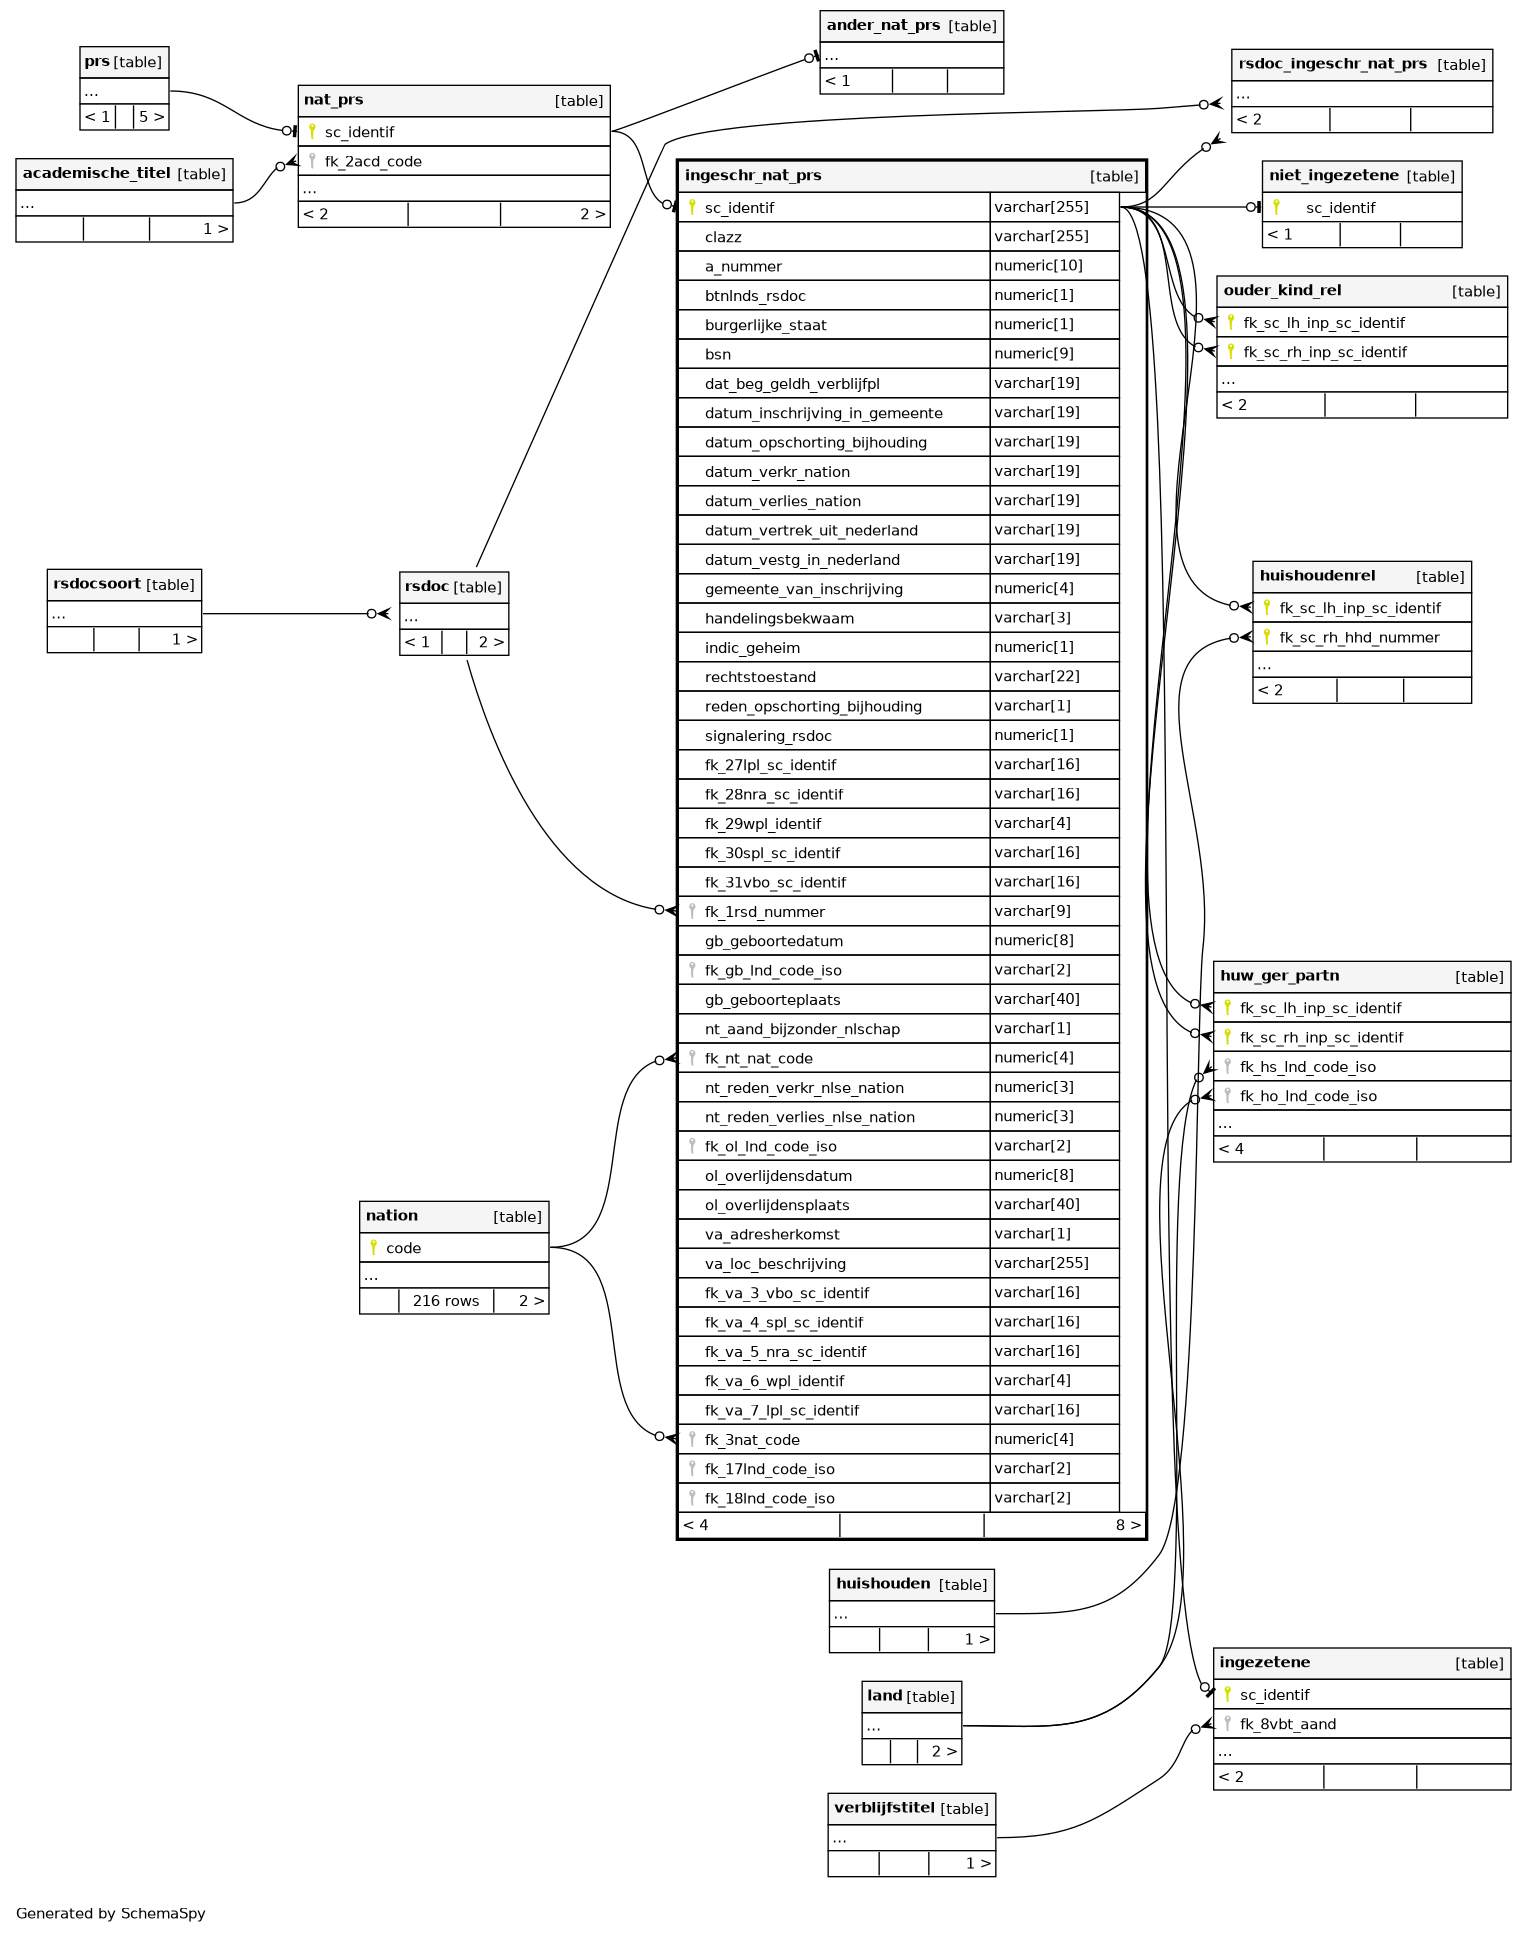 ander_nat_prs [table]
...
< 1
prs [table]
...
< 1 5 >
rsdoc_ingeschr_nat_prs [table]
...
< 2
nat_prs [table]
sc_identif
fk_2acd_code
...
< 2 2 >
academische_titel [table]
...
1 >
ingeschr_nat_prs [table]
sc_identif varchar[255]
clazz varchar[255]
a_nummer numeric[10]
btnlnds_rsdoc numeric[1]
burgerlijke_staat numeric[1]
bsn numeric[9]
dat_beg_geldh_verblijfpl varchar[19]
datum_inschrijving_in_gemeente varchar[19]
datum_opschorting_bijhouding varchar[19]
datum_verkr_nation varchar[19]
datum_verlies_nation varchar[19]
datum_vertrek_uit_nederland varchar[19]
datum_vestg_in_nederland varchar[19]
gemeente_van_inschrijving numeric[4]
handelingsbekwaam varchar[3]
indic_geheim numeric[1]
rechtstoestand varchar[22]
reden_opschorting_bijhouding varchar[1]
signalering_rsdoc numeric[1]
fk_27lpl_sc_identif varchar[16]
fk_28nra_sc_identif varchar[16]
fk_29wpl_identif varchar[4]
fk_30spl_sc_identif varchar[16]
fk_31vbo_sc_identif varchar[16]
fk_1rsd_nummer varchar[9]
gb_geboortedatum numeric[8]
fk_gb_lnd_code_iso varchar[2]
gb_geboorteplaats varchar[40]
nt_aand_bijzonder_nlschap varchar[1]
fk_nt_nat_code numeric[4]
nt_reden_verkr_nlse_nation numeric[3]
nt_reden_verlies_nlse_nation numeric[3]
fk_ol_lnd_code_iso varchar[2]
ol_overlijdensdatum numeric[8]
ol_overlijdensplaats varchar[40]
va_adresherkomst varchar[1]
va_loc_beschrijving varchar[255]
fk_va_3_vbo_sc_identif varchar[16]
fk_va_4_spl_sc_identif varchar[16]
fk_va_5_nra_sc_identif varchar[16]
fk_va_6_wpl_identif varchar[4]
fk_va_7_lpl_sc_identif varchar[16]
fk_3nat_code numeric[4]
fk_17lnd_code_iso varchar[2]
fk_18lnd_code_iso varchar[2]
< 4 8 >
niet_ingezetene [table]
sc_identif
< 1
ouder_kind_rel [table]
fk_sc_lh_inp_sc_identif
fk_sc_rh_inp_sc_identif
...
< 2
rsdocsoort [table]
...
1 >
rsdoc [table]
...
< 1 2 >
huishoudenrel [table]
fk_sc_lh_inp_sc_identif
fk_sc_rh_hhd_nummer
...
< 2
huw_ger_partn [table]
fk_sc_lh_inp_sc_identif
fk_sc_rh_inp_sc_identif
fk_hs_lnd_code_iso
fk_ho_lnd_code_iso
...
< 4
nation [table]
code
...
216 rows 2 >
huishouden [table]
...
1 >
land [table]
...
2 >
ingezetene [table]
sc_identif
fk_8vbt_aand
...
< 2
verblijfstitel [table]
...
1 >
Generated by SchemaSpy